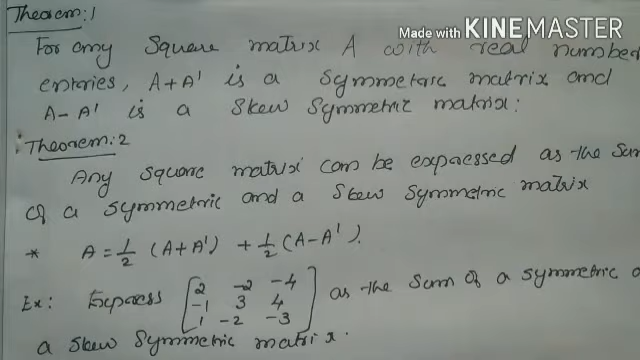 Theorem:1
Made with KINEMASTER
For any Square matrix A with real number
entries, A+A' is a Symmetric matrix and
A-A' is a Skew Symmetric matrix:
Theorem:2
Any square matrix can be expressed as the Sum
of a symmetric and a skew symmetric matrix
* A = 1/2 (A+A') + 1/2 (A-A').
Ex: Express [2 -2 -4
-1 3 4
1 -2 -3] as the Sum of a symmetric a
a skew symmetric matrix.